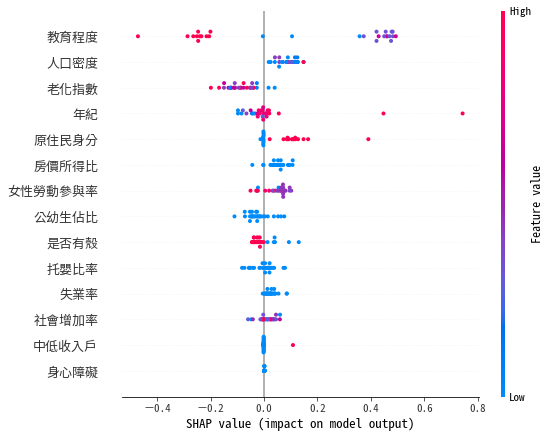 High
教育程度
人口密度
老化指數
年紀
原住民身分
房價所得比
女性勞動參與率
公幼生佔比
是否有殼
托嬰比率
失業率
社會增加率
中低收入戶
身心障礙
Low
Feature value
−0.4 −0.2 0.0 0.2 0.4 0.6 0.8
SHAP value (impact on model output)